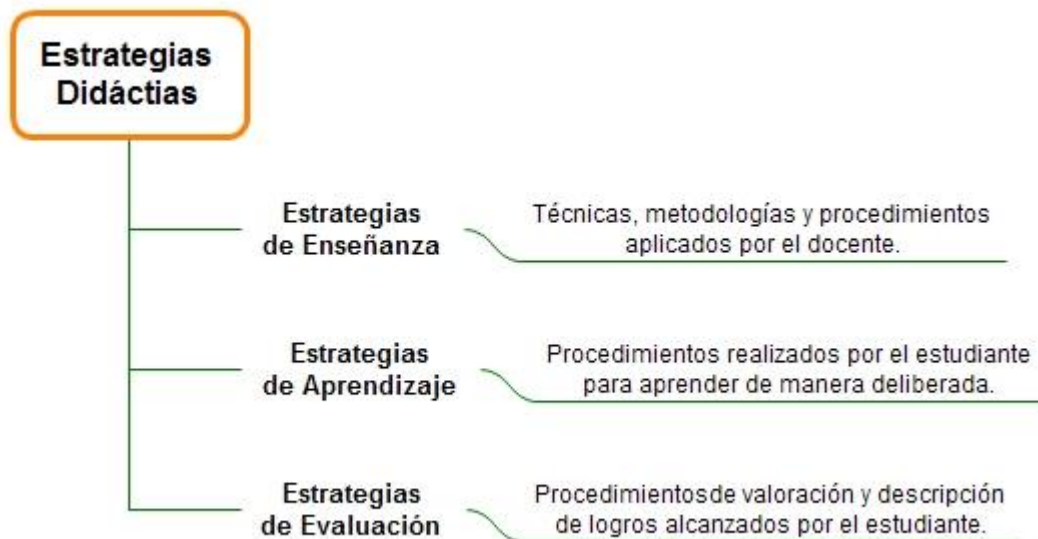 Estrategias
Didáctias
Estrategias
de Enseñanza
Técnicas, metodologías y procedimientos
aplicados por el docente.
Estrategias
de Aprendizaje
Procedimientos realizados por el estudiante
para aprender de manera deliberada.
Estrategias
de Evaluación
Procedimientosde valoración y descripción
de logros alcanzados por el estudiante.